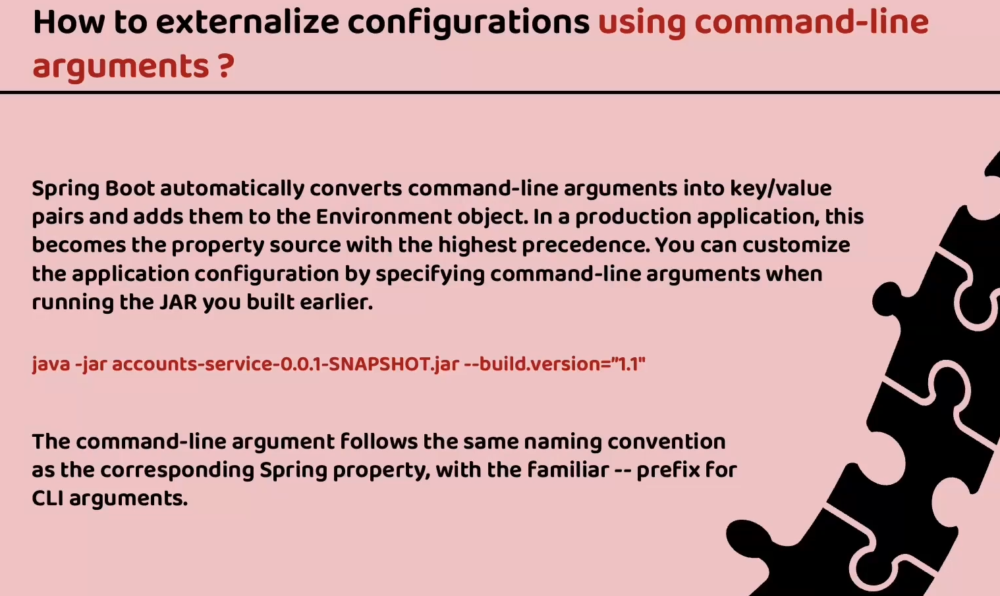 How to externalize configurations using command-line
arguments ?
Spring Boot automatically converts command-line arguments into key/value
pairs and adds them to the Environment object. In a production application, this
becomes the property source with the highest precedence. You can customize
the application configuration by specifying command-line arguments when
running the JAR you built earlier.
java -jar accounts-service-0.0.1-SNAPSHOT.jar --build.version=”1.1"
The command-line argument follows the same naming convention
as the corresponding Spring property, with the familiar -- prefix for
CLI arguments.